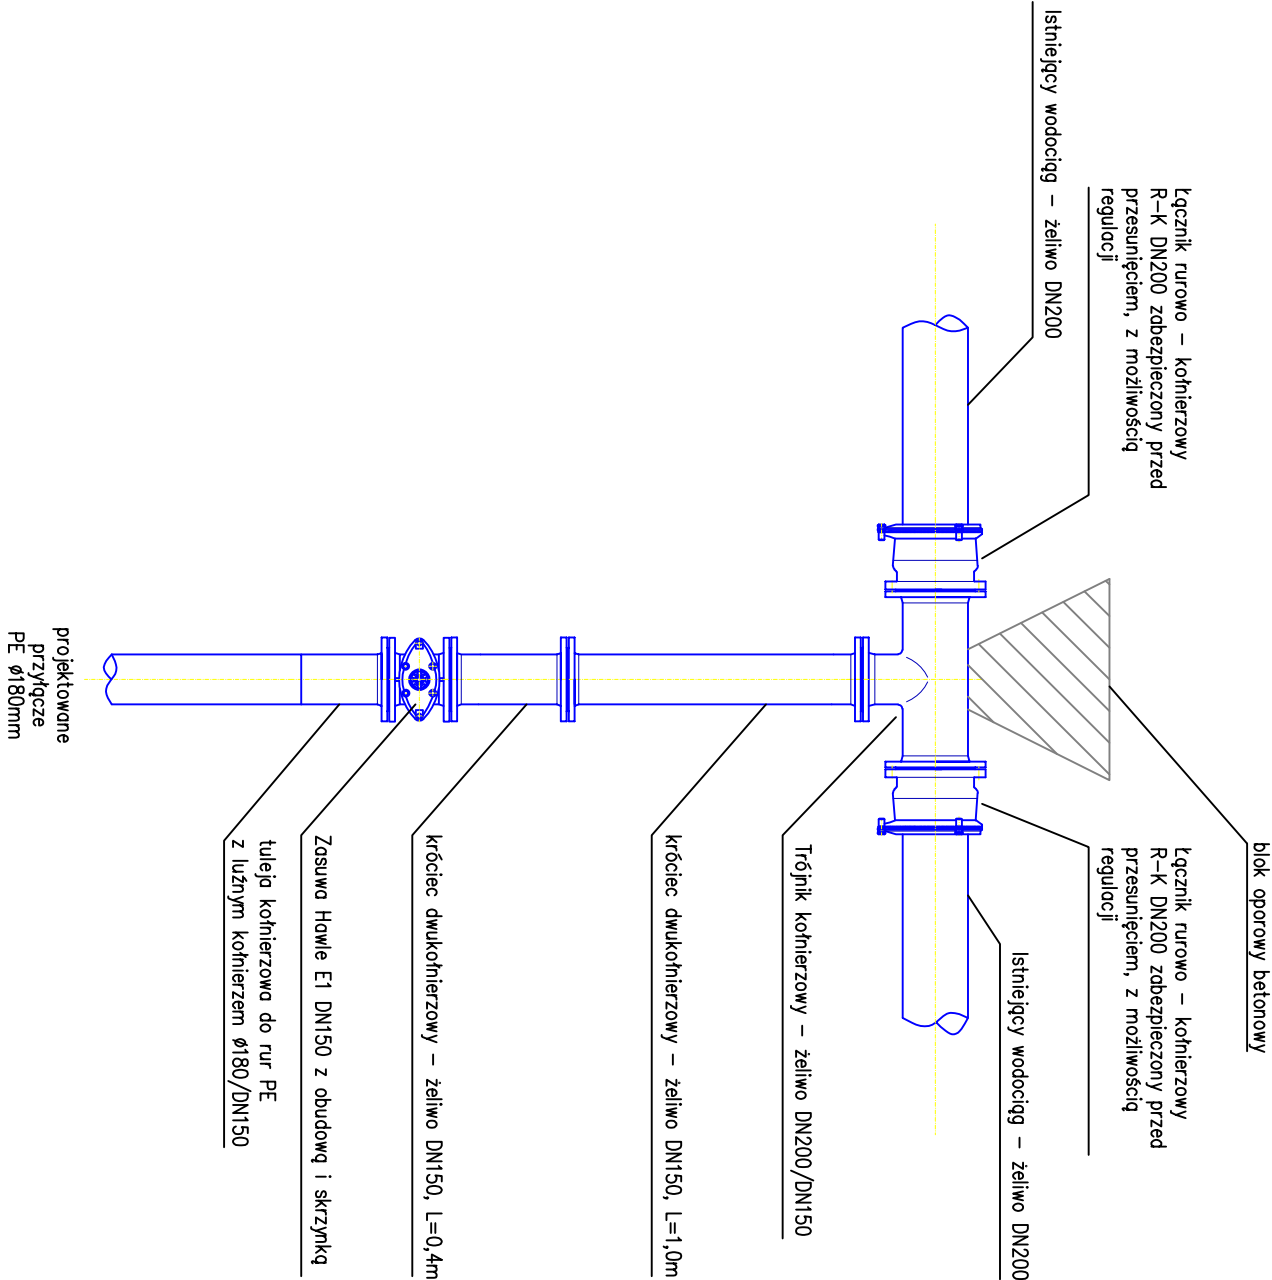 blok oporowy betonowy
Łącznik rurowo – kołnierzowy
R–K DN200 zabezpieczony przed
przesunięciem, z możliwością
regulacji
Łącznik rurowo – kołnierzowy
R–K DN200 zabezpieczony przed
przesunięciem, z możliwością
regulacji
Istniejący wodociąg – żeliwo DN200
Istniejący wodociąg – żeliwo DN200
Trójnik kołnierzowy – żeliwo DN200/DN150
króciec dwukołnierzowy – żeliwo DN150, L=1,0m
króciec dwukołnierzowy – żeliwo DN150, L=0,4m
Zasuwa Hawle E1 DN150 z obudową i skrzynką
tuleja kołnierzowa do rur PE
z luźnym kołnierzem ø180/DN150
projektowane
przyłącze
PE ø180mm